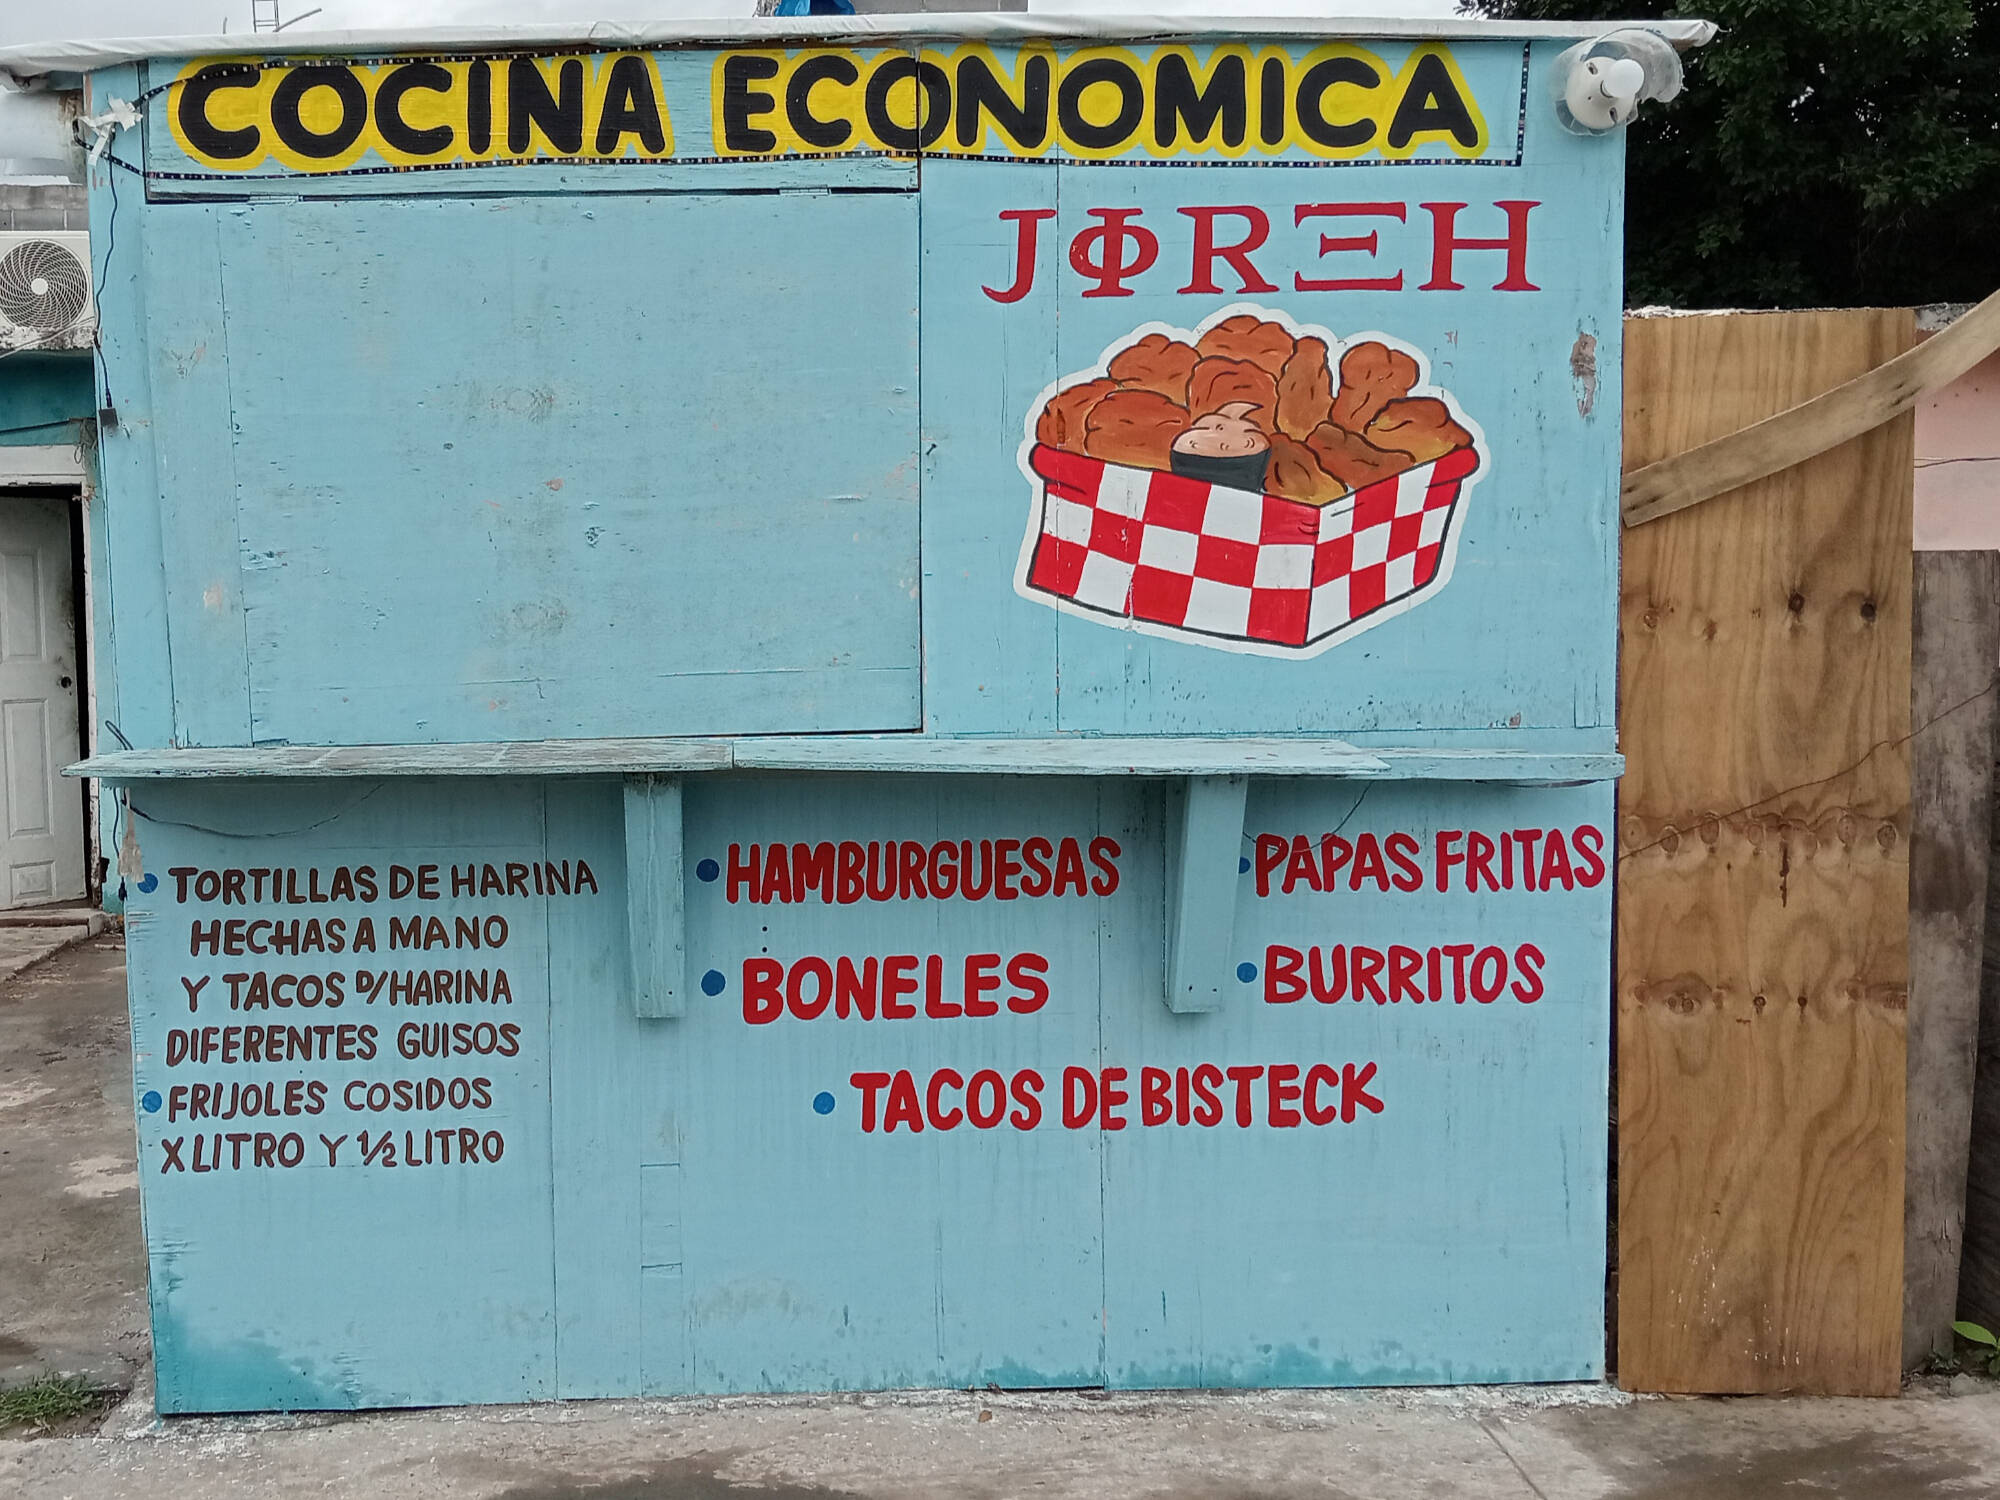 COCINA ECONOMICA
JΦRΞH
TORTILLAS DE HARINA
HECHAS A MANO
Y TACOS D/HARINA
DIFERENTES GUISOS
FRIJOLES COSIDOS
X LITRO Y 1/2 LITRO
• HAMBURGUESAS
• BONELES
• PAPAS FRITAS
• BURRITOS
• TACOS DE BISTECK